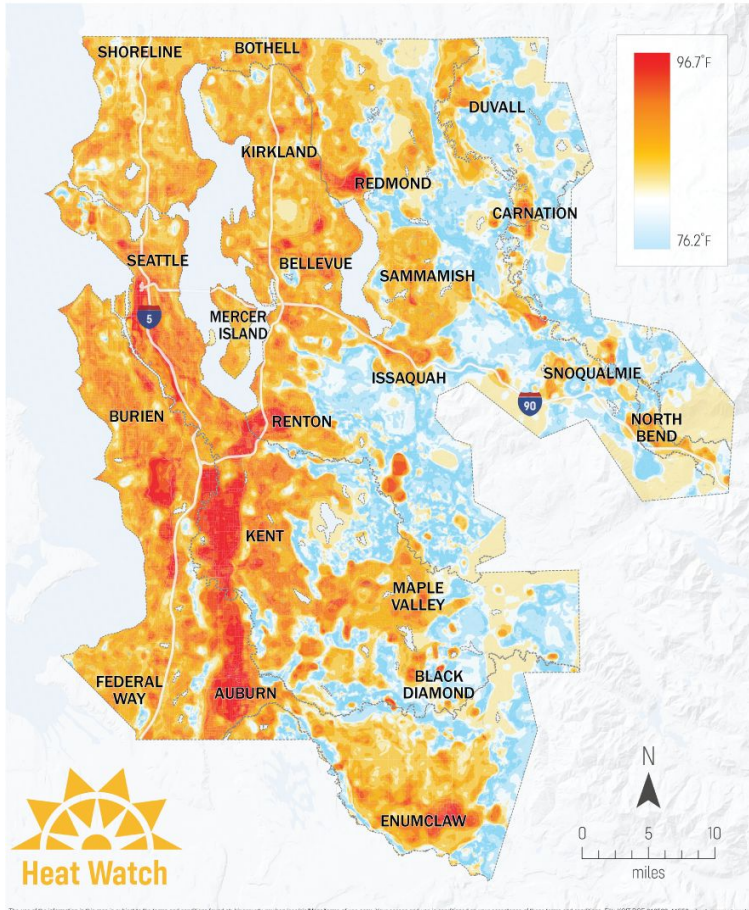 SHORELINE
BOTHELL
96.7°F
DUVALL
KIRKLAND
REDMOND
CARNATION
76.2°F
SEATTLE
BELLEVUE
SAMMAMISH
5
MERCER
ISLAND
ISSAQUAH
SNOQUALMIE
90
BURIEN
RENTON
NORTH
BEND
KENT
MAPLE
VALLEY
FEDERAL
WAY
AUBURN
BLACK
DIAMOND
N
ENUMCLAW
0 5 10
miles
Heat Watch